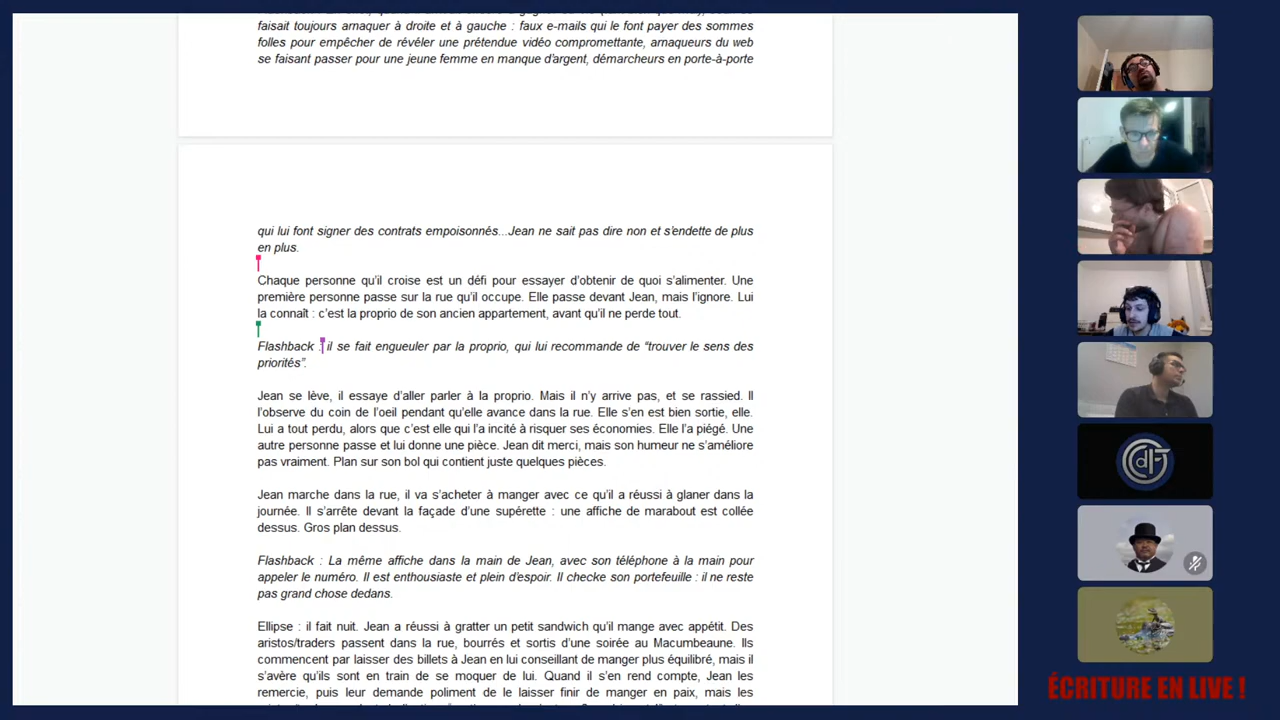 faisait toujours arnaquer à droite et à gauche : faux e-mails qui le font payer des sommes
folles pour empêcher de révéler une prétendue vidéo compromettante, arnaqueurs du web
se faisant passer pour une jeune femme en manque d'argent, démarcheurs en porte-à-porte
qui lui font signer des contrats empoisonnés...Jean ne sait pas dire non et s'endette de plus
en plus.
Chaque personne qu'il croise est un défi pour essayer d'obtenir de quoi s'alimenter. Une
première personne passe sur la rue qu'il occupe. Elle passe devant Jean, mais l'ignore. Lui
la connaît : c'est la proprio de son ancien appartement, avant qu'il ne perde tout.
Flashback : il se fait engueuler par la proprio, qui lui recommande de “trouver le sens des
priorités”.
Jean se lève, il essaye d'aller parler à la proprio. Mais il n'y arrive pas, et se rassied. Il
l'observe du coin de l'oeil pendant qu'elle avance dans la rue. Elle s'en est bien sortie, elle.
Lui a tout perdu, alors que c'est elle qui l'a incité à risquer ses économies. Elle l'a piégé. Une
autre personne passe et lui donne une pièce. Jean dit merci, mais son humeur ne s'améliore
pas vraiment. Plan sur son bol qui contient juste quelques pièces.
Jean marche dans la rue, il va s'acheter à manger avec ce qu'il a réussi à glaner dans la
journée. Il s'arrête devant la façade d'une supérette : une affiche de marabout est collée
dessus. Gros plan dessus.
Flashback : La même affiche dans la main de Jean, avec son téléphone à la main pour
appeler le numéro. Il est enthousiaste et plein d'espoir. Il checke son portefeuille : il ne reste
pas grand chose dedans.
Ellipse : il fait nuit. Jean a réussi à gratter un petit sandwich qu'il mange avec appétit. Des
aristos/traders passent dans la rue, bourrés et sortis d'une soirée au Macumbeaune. Ils
commencent par laisser des billets à Jean en lui conseillant de manger plus équilibré, mais il
s'avère qu'ils sont en train de se moquer de lui. Quand il s'en rend compte, Jean les
remercie, puis leur demande poliment de le laisser finir de manger en paix, mais les
ÉCRITURE EN LIVE !